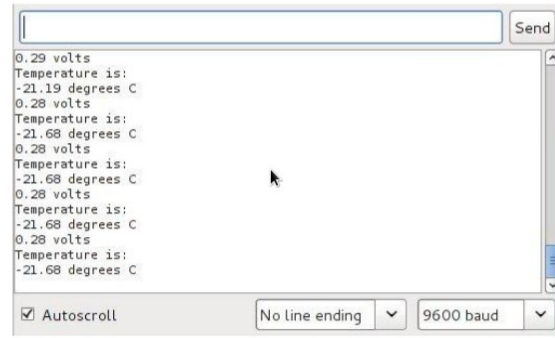 Send
0.29 volts
Temperature is:
-21.19 degrees C
0.28 volts
Temperature is:
-21.68 degrees C
0.28 volts
Temperature is:
-21.68 degrees C
0.28 volts
Temperature is:
-21.68 degrees C
0.28 volts
Temperature is:
-21.68 degrees C
Autoscroll No line ending 9600 baud